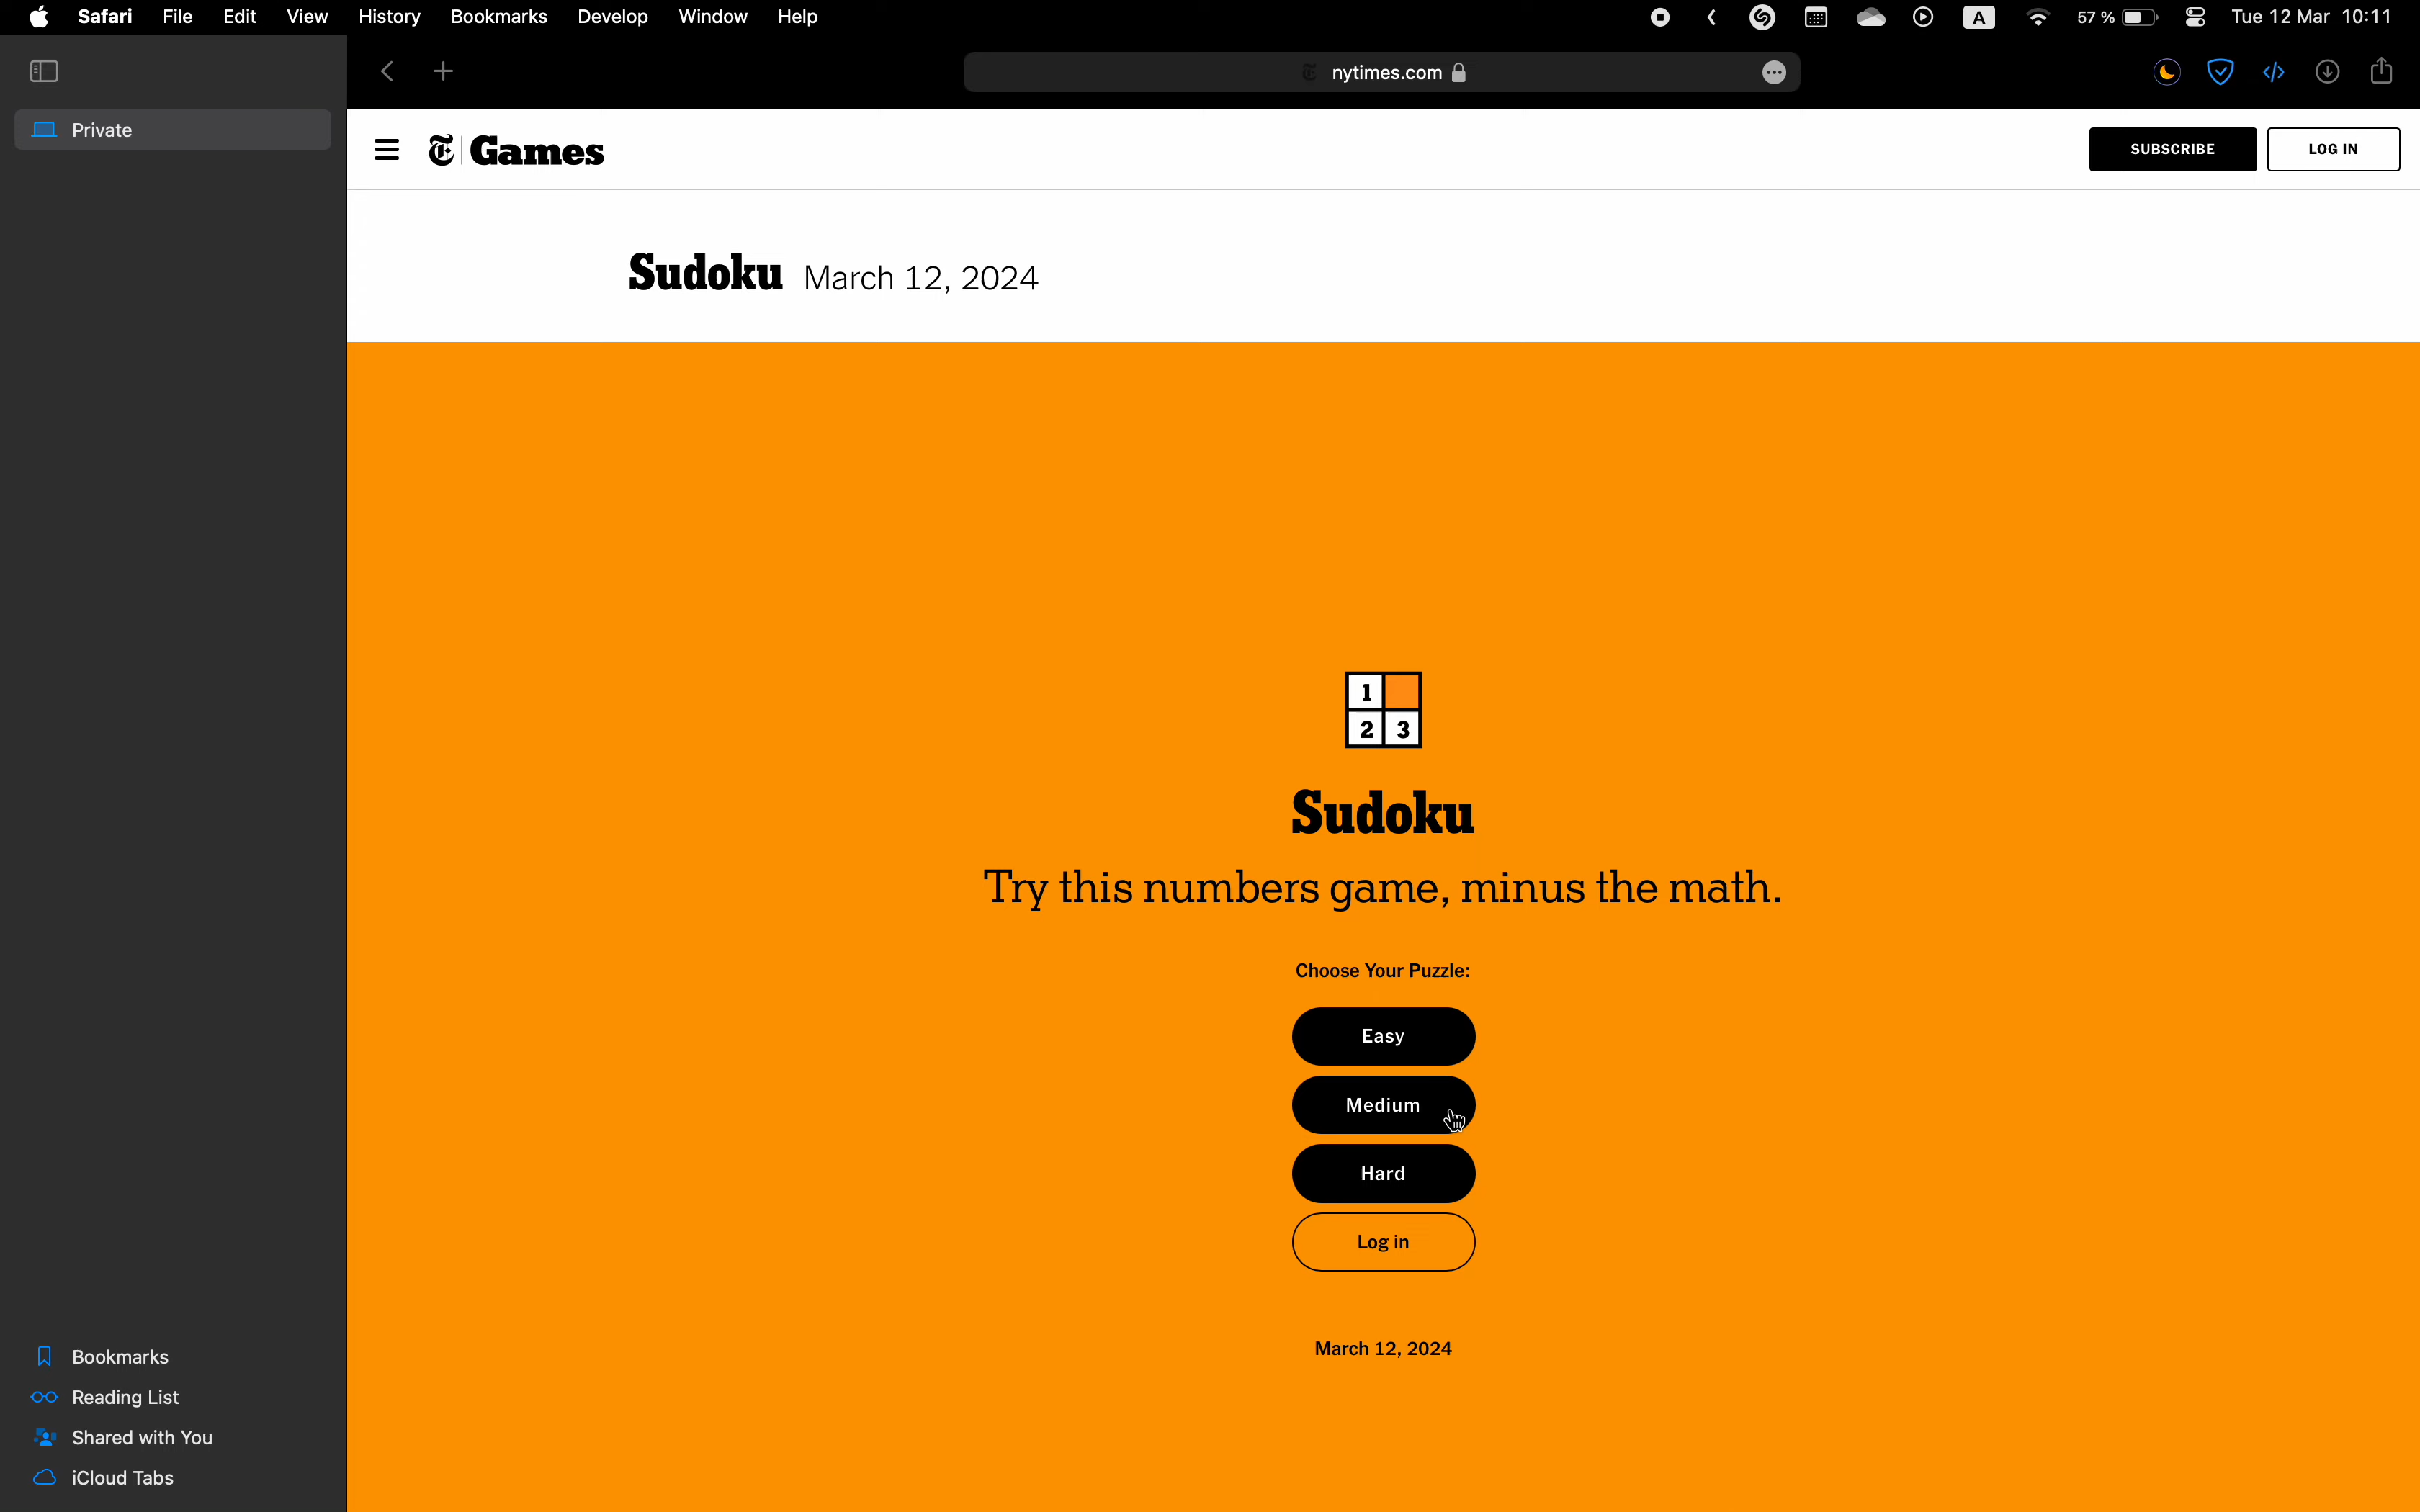 Safari File Edit View History Bookmarks Develop Window Help A 57 % Tue 12 Mar 10:11
nytimes.com
Private
T Games SUBSCRIBE LOG IN
Sudoku March 12, 2024
1
2 3
Sudoku
Try this numbers game, minus the math.
Choose Your Puzzle:
Easy
Medium
Hard
Log in
March 12, 2024
Bookmarks
Reading List
Shared with You
iCloud Tabs